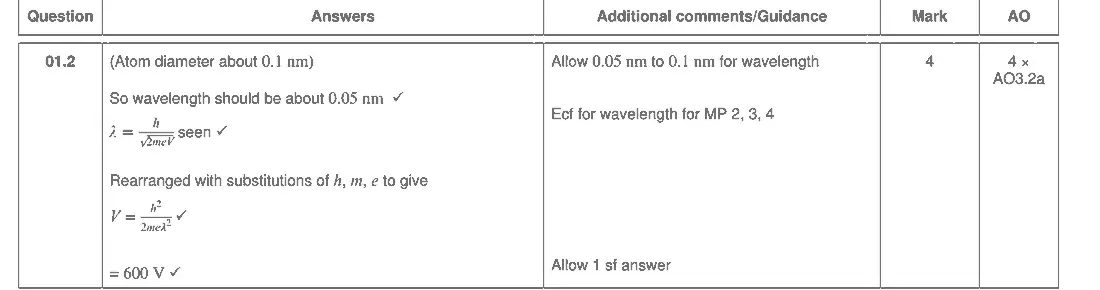 Question Answers Additional comments/Guidance Mark AO
01.2 (Atom diameter about 0.1 nm) Allow 0.05 nm to 0.1 nm for wavelength 4 4 ×
AO3.2a
So wavelength should be about 0.05 nm ✓
Ecf for wavelength for MP 2, 3, 4
λ = h/√2meV seen ✓
Rearranged with substitutions of h, m, e to give
V = h²/2meλ² ✓
= 600 V ✓ Allow 1 sf answer